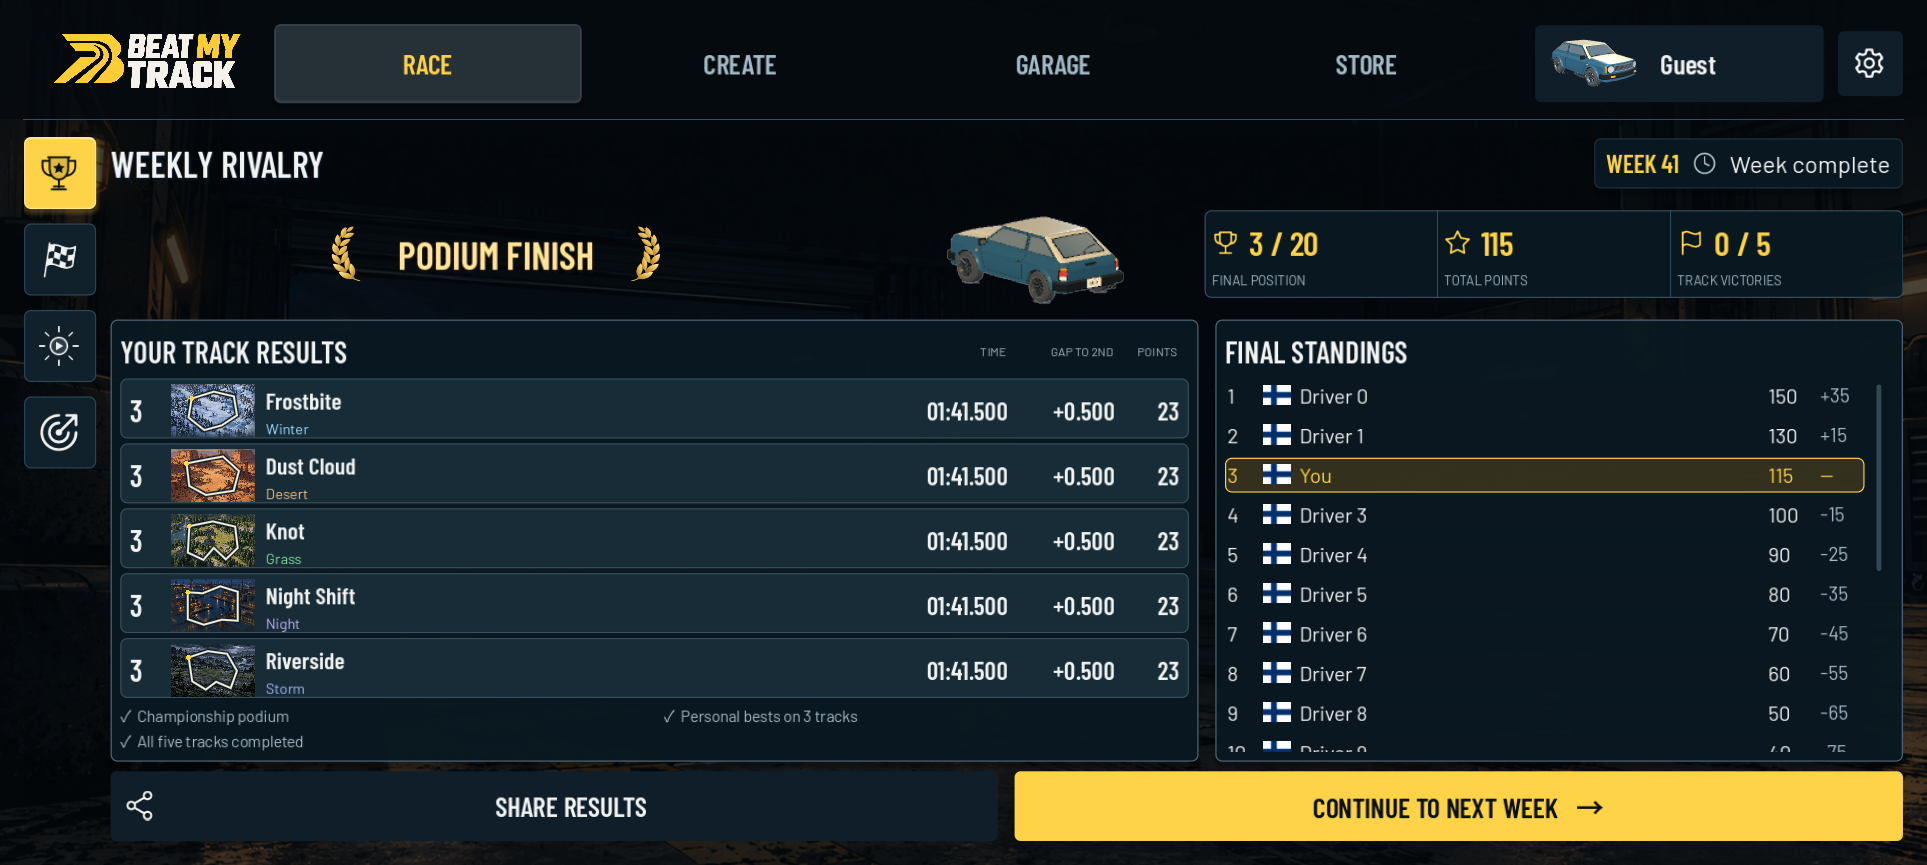 BEAT MY TRACK
RACE
CREATE
GARAGE
STORE
Guest
WEEKLY RIVALRY
WEEK 41 Week complete
PODIUM FINISH
3 / 20
FINAL POSITION
115
TOTAL POINTS
0 / 5
TRACK VICTORIES
YOUR TRACK RESULTS TIME GAP TO 2ND POINTS
3 Frostbite 01:41.500 +0.500 23
Winter
3 Dust Cloud 01:41.500 +0.500 23
Desert
3 Knot 01:41.500 +0.500 23
Grass
3 Night Shift 01:41.500 +0.500 23
Night
3 Riverside 01:41.500 +0.500 23
Storm
✓ Championship podium ✓ Personal bests on 3 tracks
✓ All five tracks completed
FINAL STANDINGS
1 Driver 0 150 +35
2 Driver 1 130 +15
3 You 115 –
4 Driver 3 100 -15
5 Driver 4 90 -25
6 Driver 5 80 -35
7 Driver 6 70 -45
8 Driver 7 60 -55
9 Driver 8 50 -65
10 Driver 9 40 -75
SHARE RESULTS
CONTINUE TO NEXT WEEK →